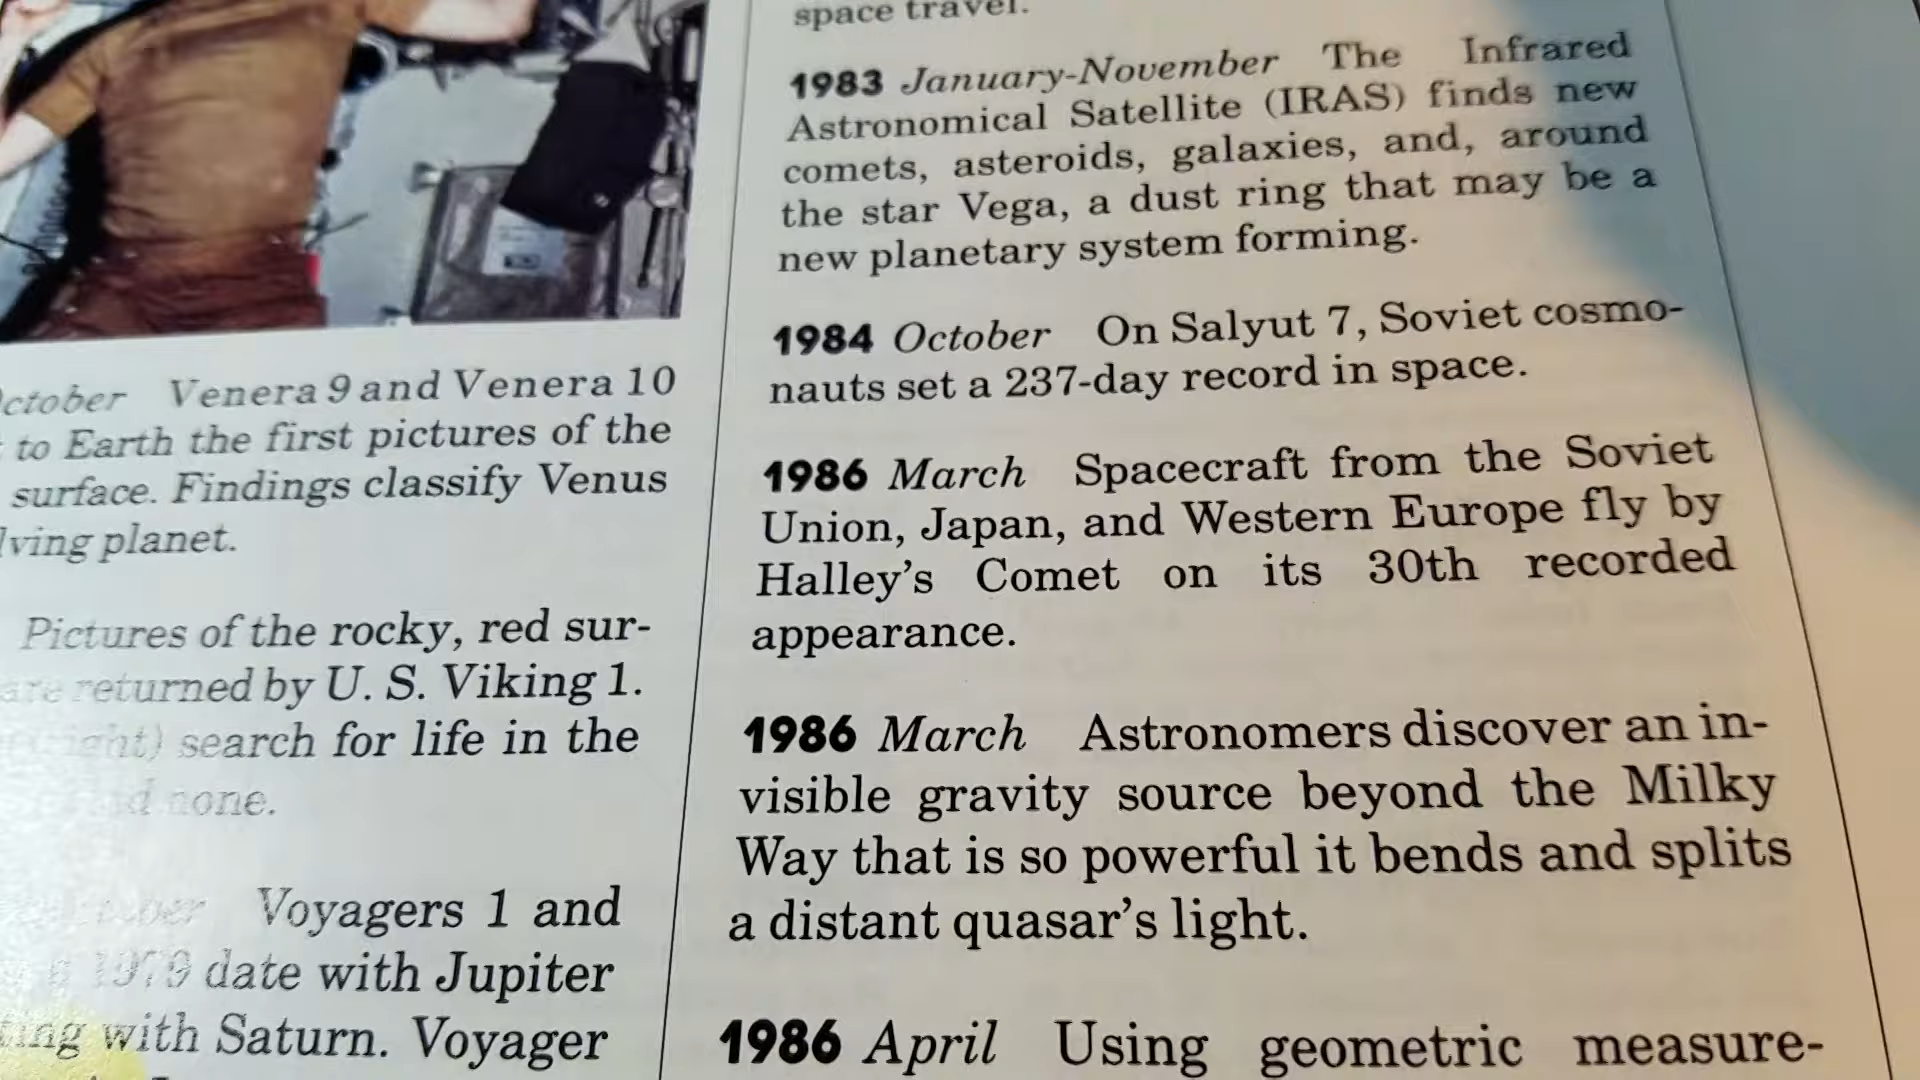 October Venera 9 and Venera 10
to Earth the first pictures of the
surface. Findings classify Venus
lving planet.
Pictures of the rocky, red sur-
are returned by U. S. Viking 1.
search for life in the
none.
Voyagers 1 and
1979 date with Jupiter
ting with Saturn. Voyager
space travel.
1983 January-November The Infrared
Astronomical Satellite (IRAS) finds new
comets, asteroids, galaxies, and, around
the star Vega, a dust ring that may be a
new planetary system forming.
1984 October On Salyut 7, Soviet cosmo-
nauts set a 237-day record in space.
1986 March Spacecraft from the Soviet
Union, Japan, and Western Europe fly by
Halley's Comet on its 30th recorded
appearance.
1986 March Astronomers discover an in-
visible gravity source beyond the Milky
Way that is so powerful it bends and splits
a distant quasar's light.
1986 April Using geometric measure-